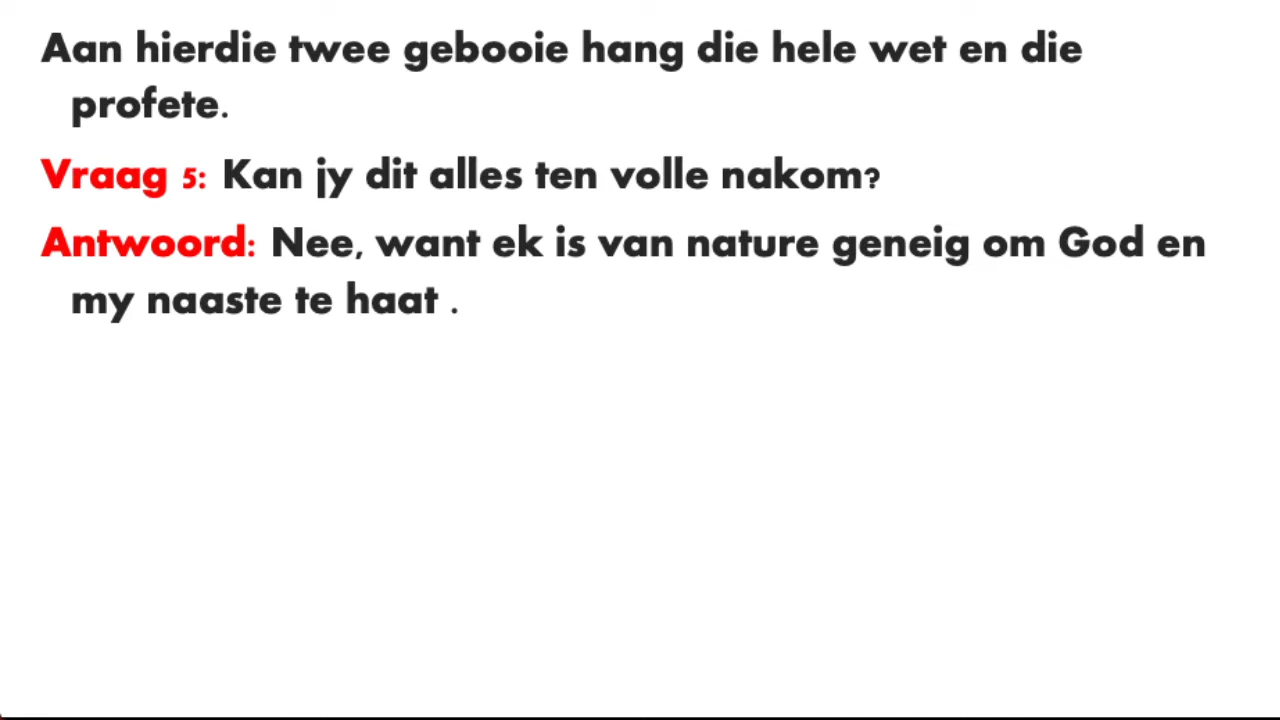 Aan hierdie twee gebooie hang die hele wet en die
profete.
Vraag 5: Kan jy dit alles ten volle nakom?
Antwoord: Nee, want ek is van nature geneig om God en
my naaste te haat .